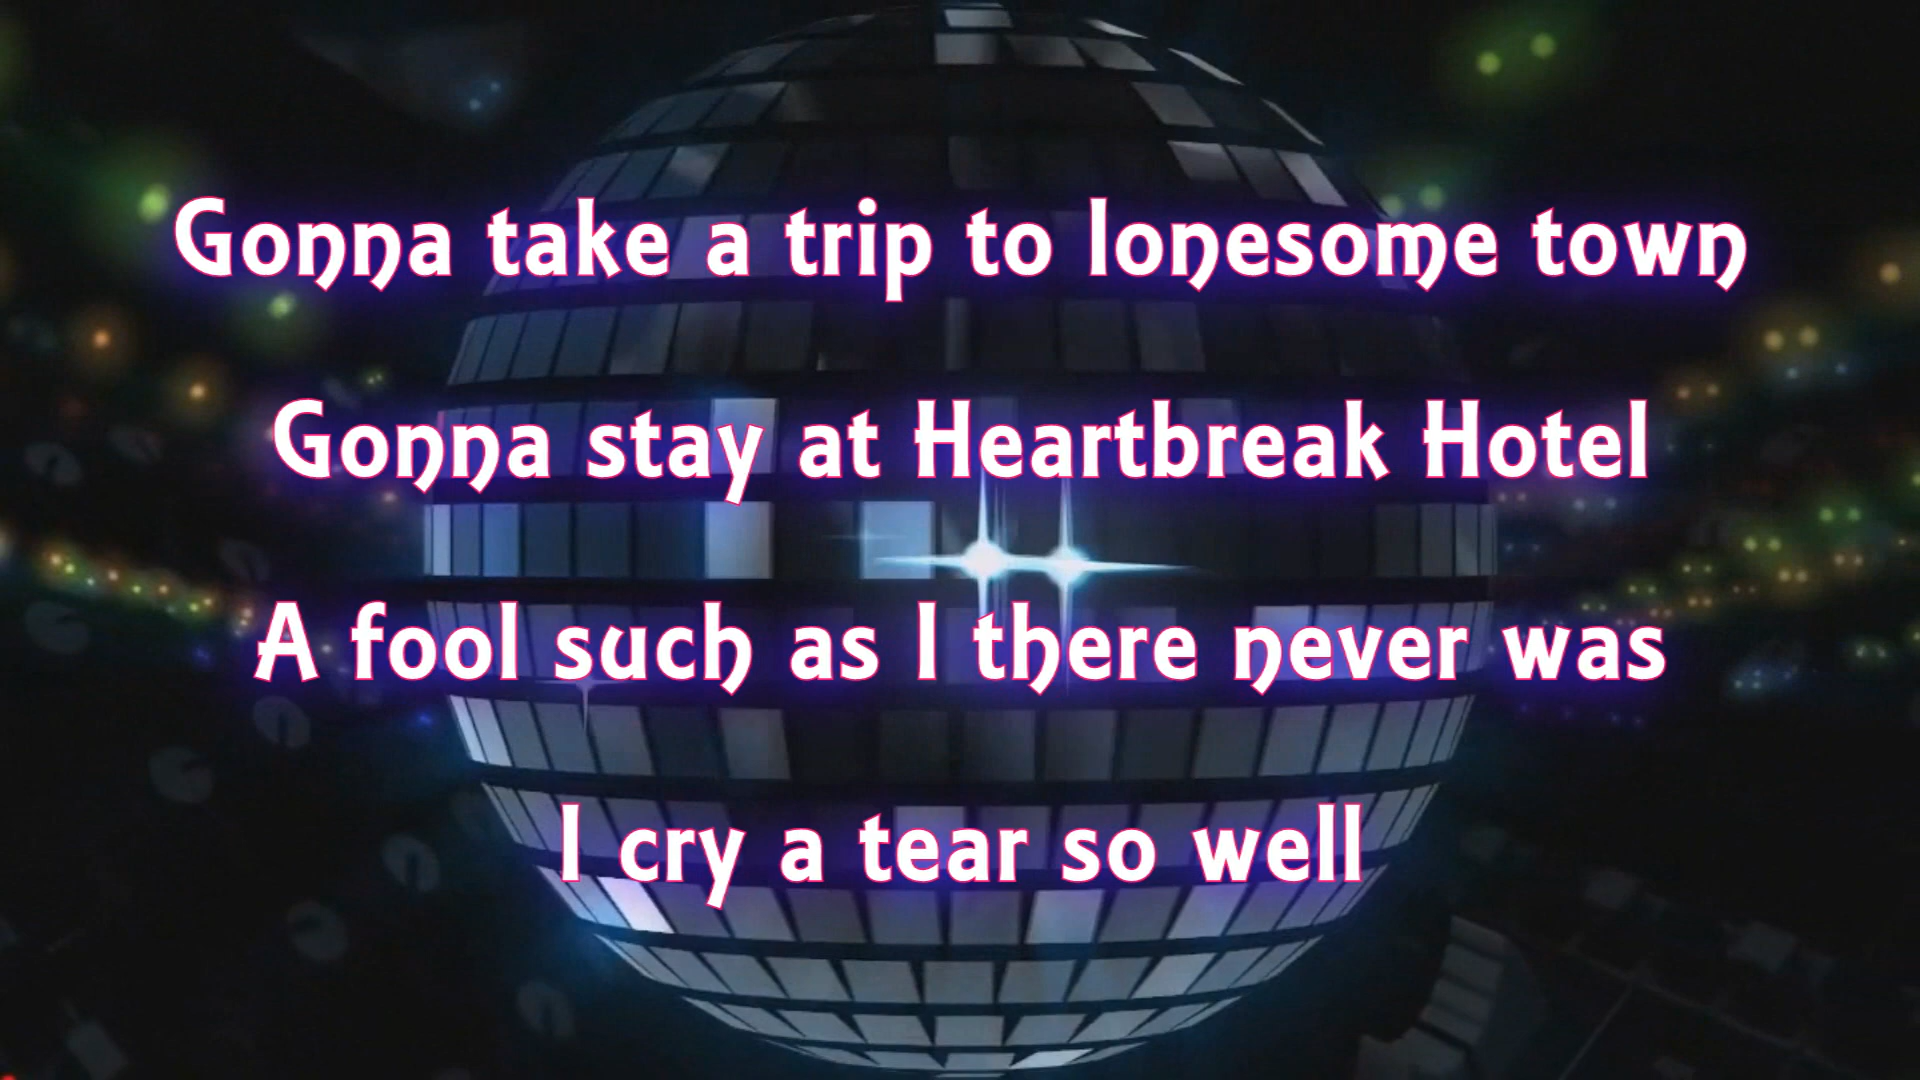 Gonna take a trip to lonesome town
Gonna stay at Heartbreak Hotel
A fool such as I there never was
I cry a tear so well